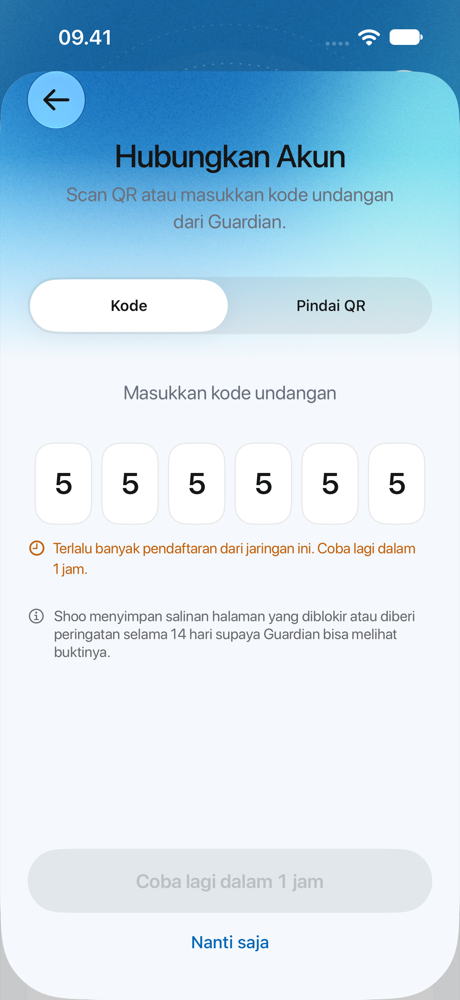 09.41
Hubungkan Akun
Scan QR atau masukkan kode undangan
dari Guardian.
Kode
Pindai QR
Masukkan kode undangan
5 5 5 5 5 5
Terlalu banyak pendaftaran dari jaringan ini. Coba lagi dalam
1 jam.
Shoo menyimpan salinan halaman yang diblokir atau diberi
peringatan selama 14 hari supaya Guardian bisa melihat
buktinya.
Coba lagi dalam 1 jam
Nanti saja